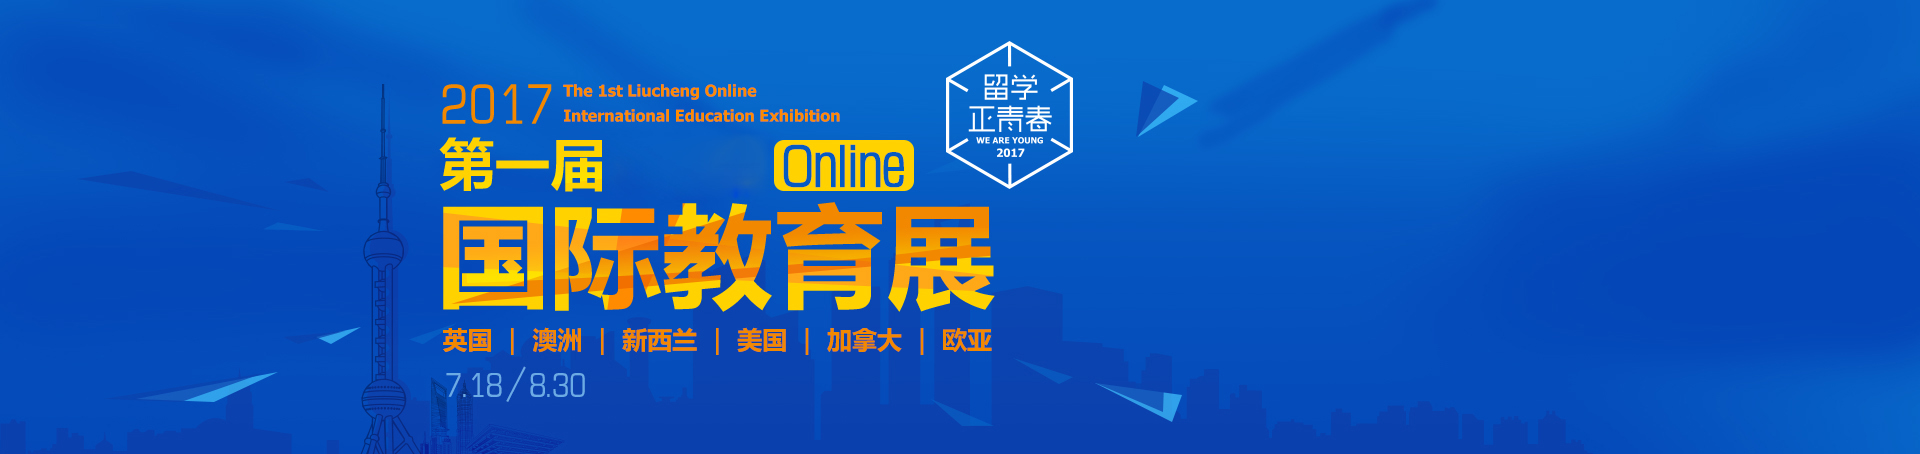 2017 The 1st Liucheng Online
International Education Exhibition
第一届 Online
国际教育展
英国 | 澳洲 | 新西兰 | 美国 | 加拿大 | 欧亚
7.18/8.30
留学
正青春
WE ARE YOUNG
2017